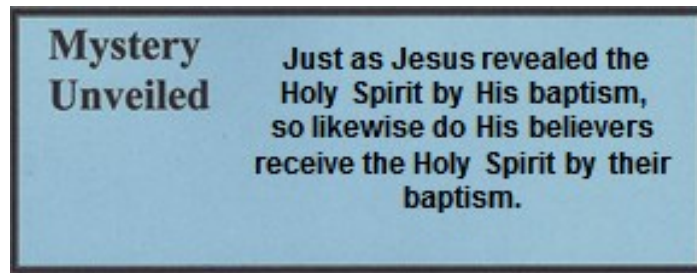 Mystery
Unveiled
Just as Jesus revealed the
Holy Spirit by His baptism,
so likewise do His believers
receive the Holy Spirit by their
baptism.